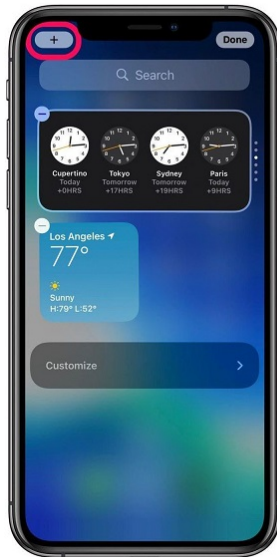 +
Done
Search
Cupertino Tokyo Sydney Paris
Today Tomorrow Tomorrow Today
+0HRS +17HRS +19HRS +9HRS
Los Angeles
77°
Sunny
H:79° L:52°
Customize